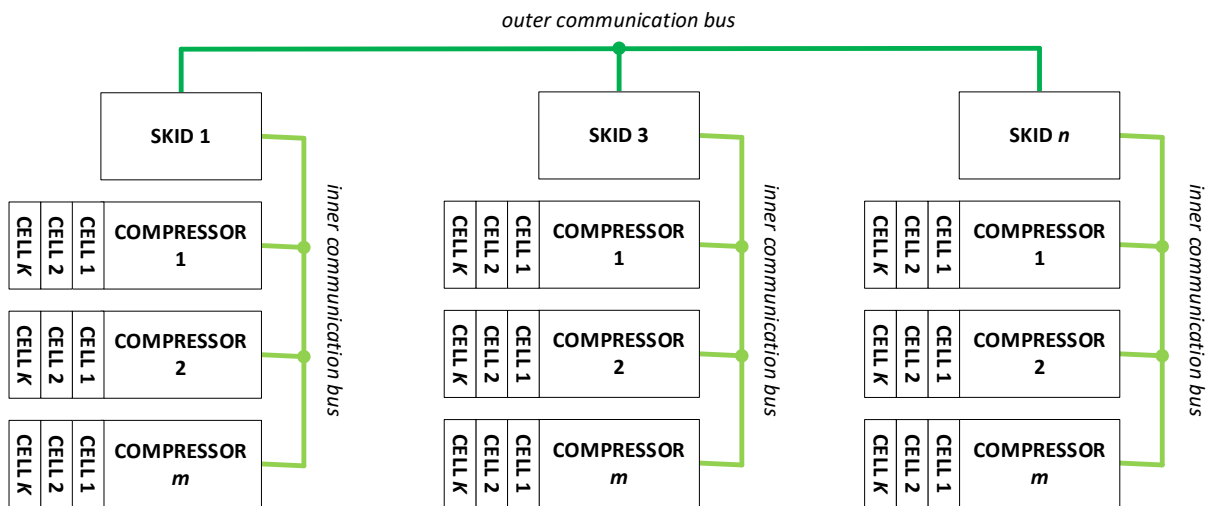 outer communication bus
SKID 1
SKID 3
SKID n
inner communication bus
inner communication bus
inner communication bus
CELL K
CELL 2
CELL 1
COMPRESSOR
1
CELL K
CELL 2
CELL 1
COMPRESSOR
1
CELL K
CELL 2
CELL 1
COMPRESSOR
1
CELL K
CELL 2
CELL 1
COMPRESSOR
2
CELL K
CELL 2
CELL 1
COMPRESSOR
2
CELL K
CELL 2
CELL 1
COMPRESSOR
2
CELL K
CELL 2
CELL 1
COMPRESSOR
m
CELL K
CELL 2
CELL 1
COMPRESSOR
m
CELL K
CELL 2
CELL 1
COMPRESSOR
m